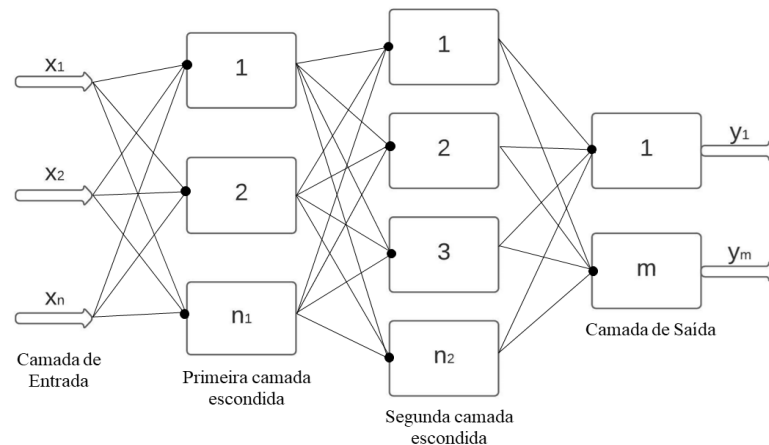 x₁
x₂
xₙ
Camada de
Entrada
1
2
n₁
Primeira camada
escondida
1
2
3
n₂
Segunda camada
escondida
1
m
Camada de Saída
y₁
yₘ